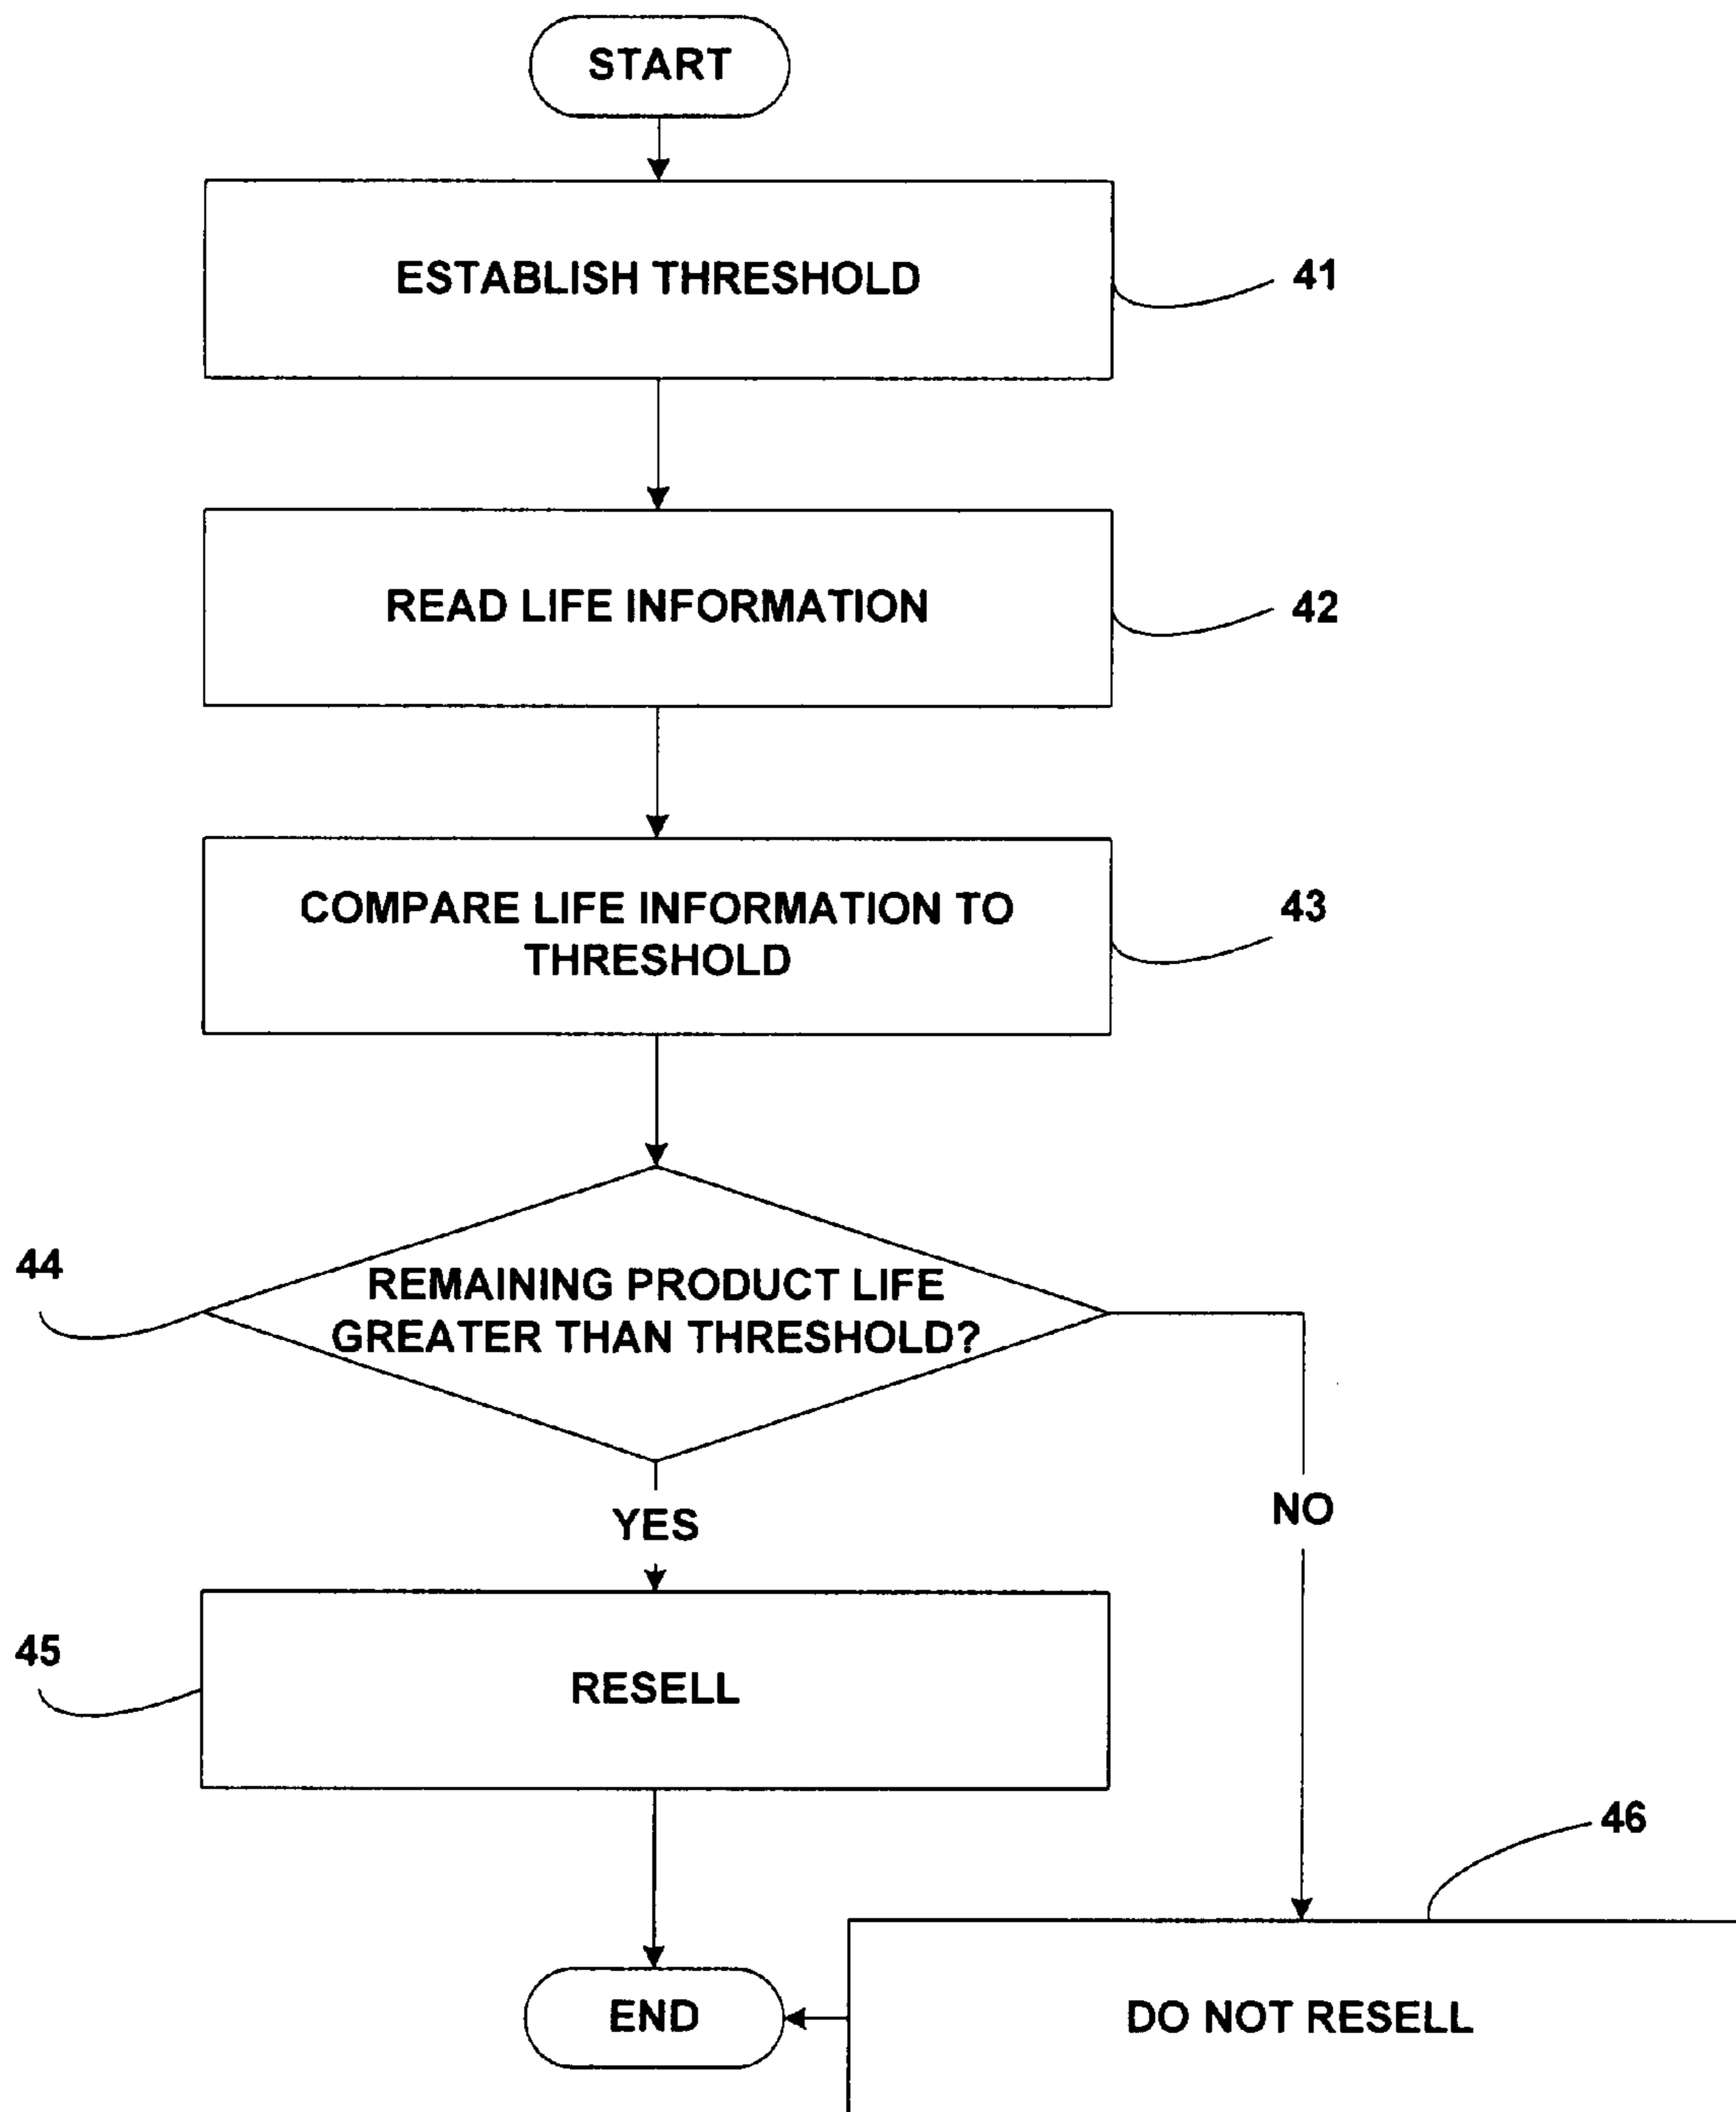 START
ESTABLISH THRESHOLD
41
READ LIFE INFORMATION
42
COMPARE LIFE INFORMATION TO
THRESHOLD
43
44
REMAINING PRODUCT LIFE
GREATER THAN THRESHOLD?
YES
NO
45
RESELL
46
END
DO NOT RESELL